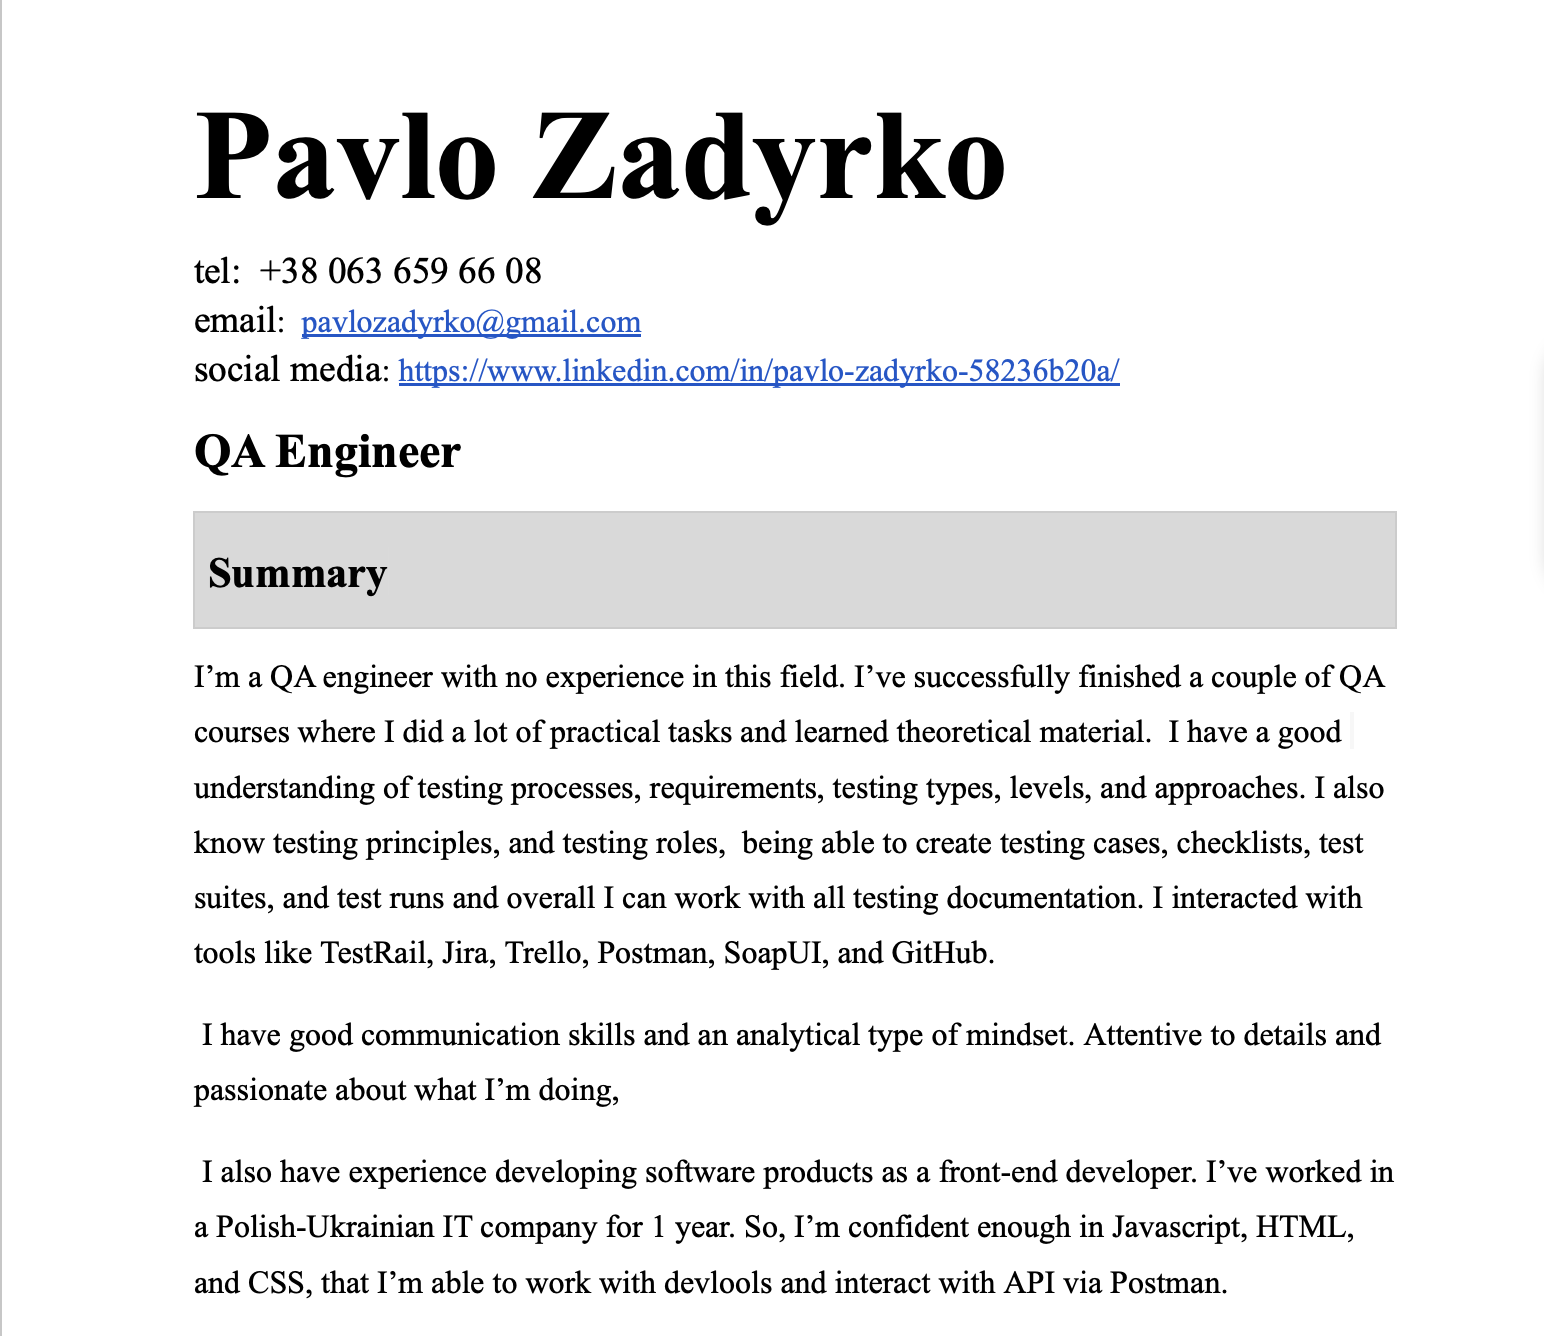 Pavlo Zadyrko
tel:  +38 063 659 66 08
email:  pavlozadyrko@gmail.com
social media: https://www.linkedin.com/in/pavlo-zadyrko-58236b20a/
QA Engineer
Summary
I’m a QA engineer with no experience in this field. I’ve successfully finished a couple of QA
courses where I did a lot of practical tasks and learned theoretical material.  I have a good
understanding of testing processes, requirements, testing types, levels, and approaches. I also
know testing principles, and testing roles,  being able to create testing cases, checklists, test
suites, and test runs and overall I can work with all testing documentation. I interacted with
tools like TestRail, Jira, Trello, Postman, SoapUI, and GitHub.
I have good communication skills and an analytical type of mindset. Attentive to details and
passionate about what I’m doing,
I also have experience developing software products as a front-end developer. I’ve worked in
a Polish-Ukrainian IT company for 1 year. So, I’m confident enough in Javascript, HTML,
and CSS, that I’m able to work with devlools and interact with API via Postman.